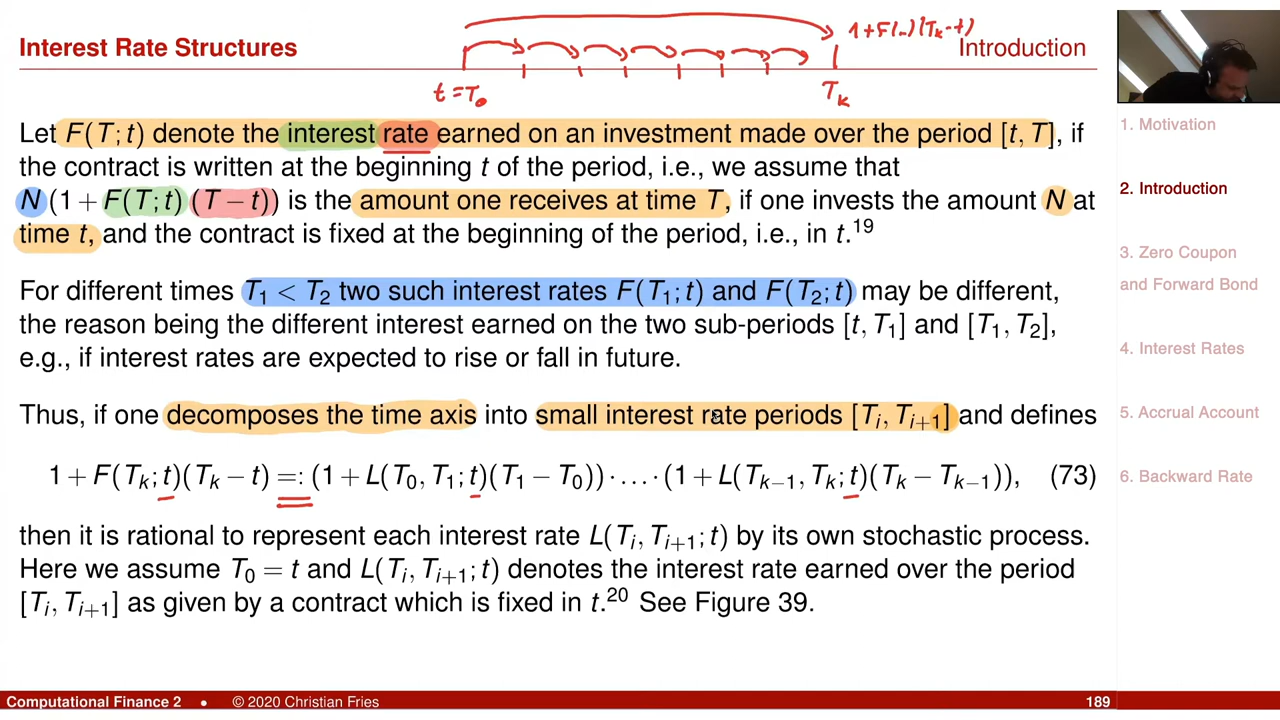 Interest Rate Structures
Introduction
t = T₀
Tₖ
1+F(..)(Tₖ-t)
Let F(T; t) denote the interest rate earned on an investment made over the period [t, T], if
the contract is written at the beginning t of the period, i.e., we assume that
N (1 + F(T; t) (T − t)) is the amount one receives at time T, if one invests the amount N at
time t, and the contract is fixed at the beginning of the period, i.e., in t.¹⁹
For different times T₁ < T₂ two such interest rates F(T₁; t) and F(T₂; t) may be different,
the reason being the different interest earned on the two sub-periods [t, T₁] and [T₁, T₂],
e.g., if interest rates are expected to rise or fall in future.
Thus, if one decomposes the time axis into small interest rate periods [Tᵢ, Tᵢ₊₁] and defines
1 + F(Tₖ; t)(Tₖ − t) =: (1 + L(T₀, T₁; t)(T₁ − T₀)) · … · (1 + L(Tₖ₋₁, Tₖ; t)(Tₖ − Tₖ₋₁)), (73)
then it is rational to represent each interest rate L(Tᵢ, Tᵢ₊₁; t) by its own stochastic process.
Here we assume T₀ = t and L(Tᵢ, Tᵢ₊₁; t) denotes the interest rate earned over the period
[Tᵢ, Tᵢ₊₁] as given by a contract which is fixed in t.²⁰ See Figure 39.
1. Motivation
2. Introduction
3. Zero Coupon
and Forward Bond
4. Interest Rates
5. Accrual Account
6. Backward Rate
Computational Finance 2 • © 2020 Christian Fries
189